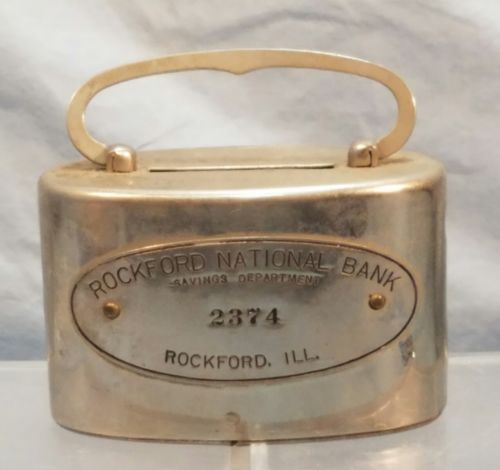 ROCKFORD NATIONAL BANK
SAVINGS DEPARTMENT
2374
ROCKFORD, ILL.